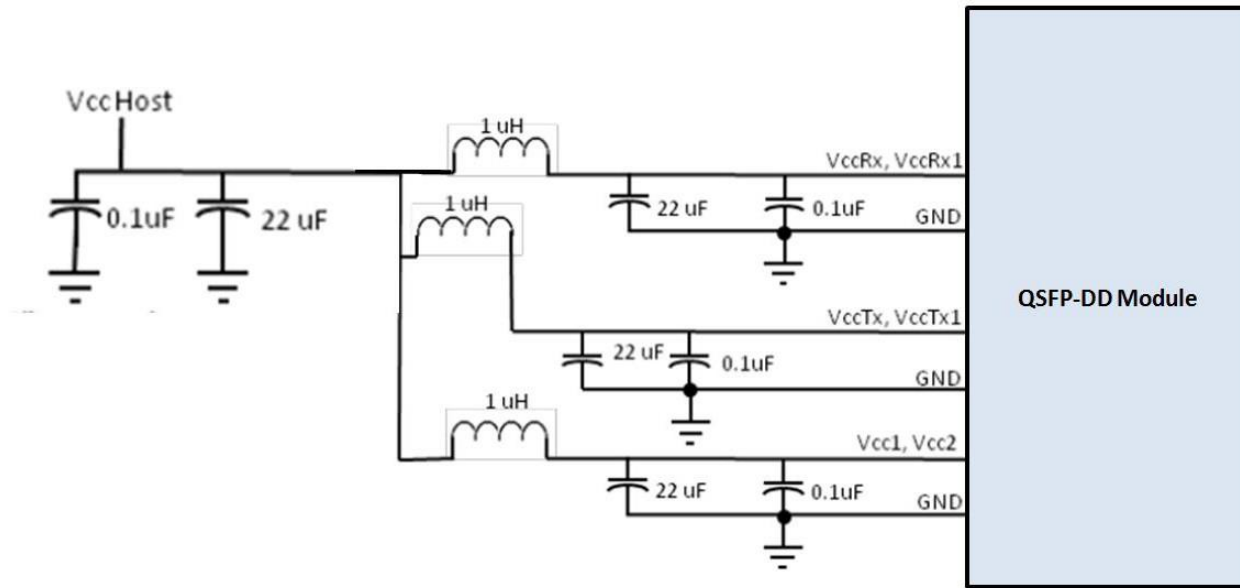 VccHost
0.1uF
22 uF
1 uH
VccRx, VccRx1
22 uF
0.1uF
GND
1 uH
QSFP-DD Module
VccTx, VccTx1
22 uF
0.1uF
GND
1 uH
Vcc1, Vcc2
22 uF
0.1uF
GND